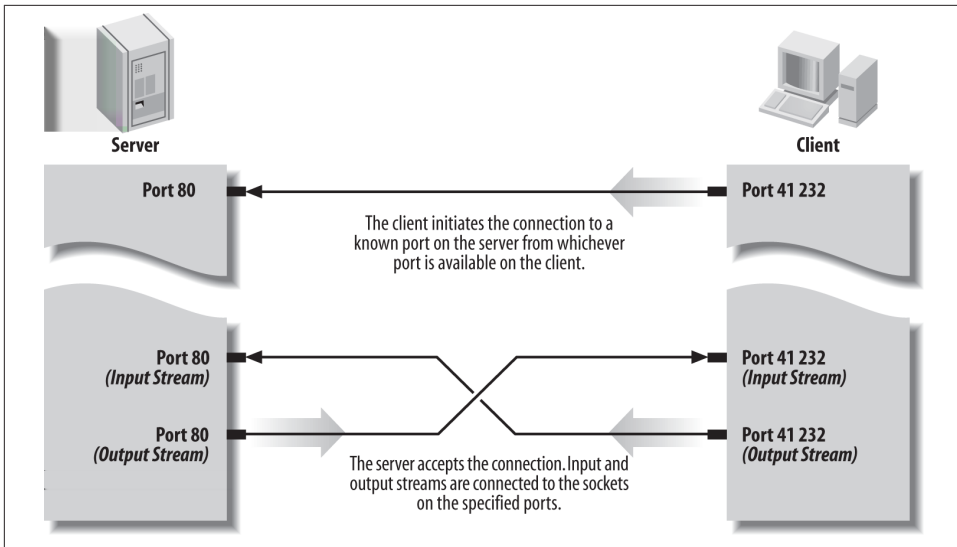 Server
Client
Port 80
Port 41 232
The client initiates the connection to a
known port on the server from whichever
port is available on the client.
Port 80
(Input Stream)
Port 41 232
(Input Stream)
Port 80
(Output Stream)
Port 41 232
(Output Stream)
The server accepts the connection. Input and
output streams are connected to the sockets
on the specified ports.